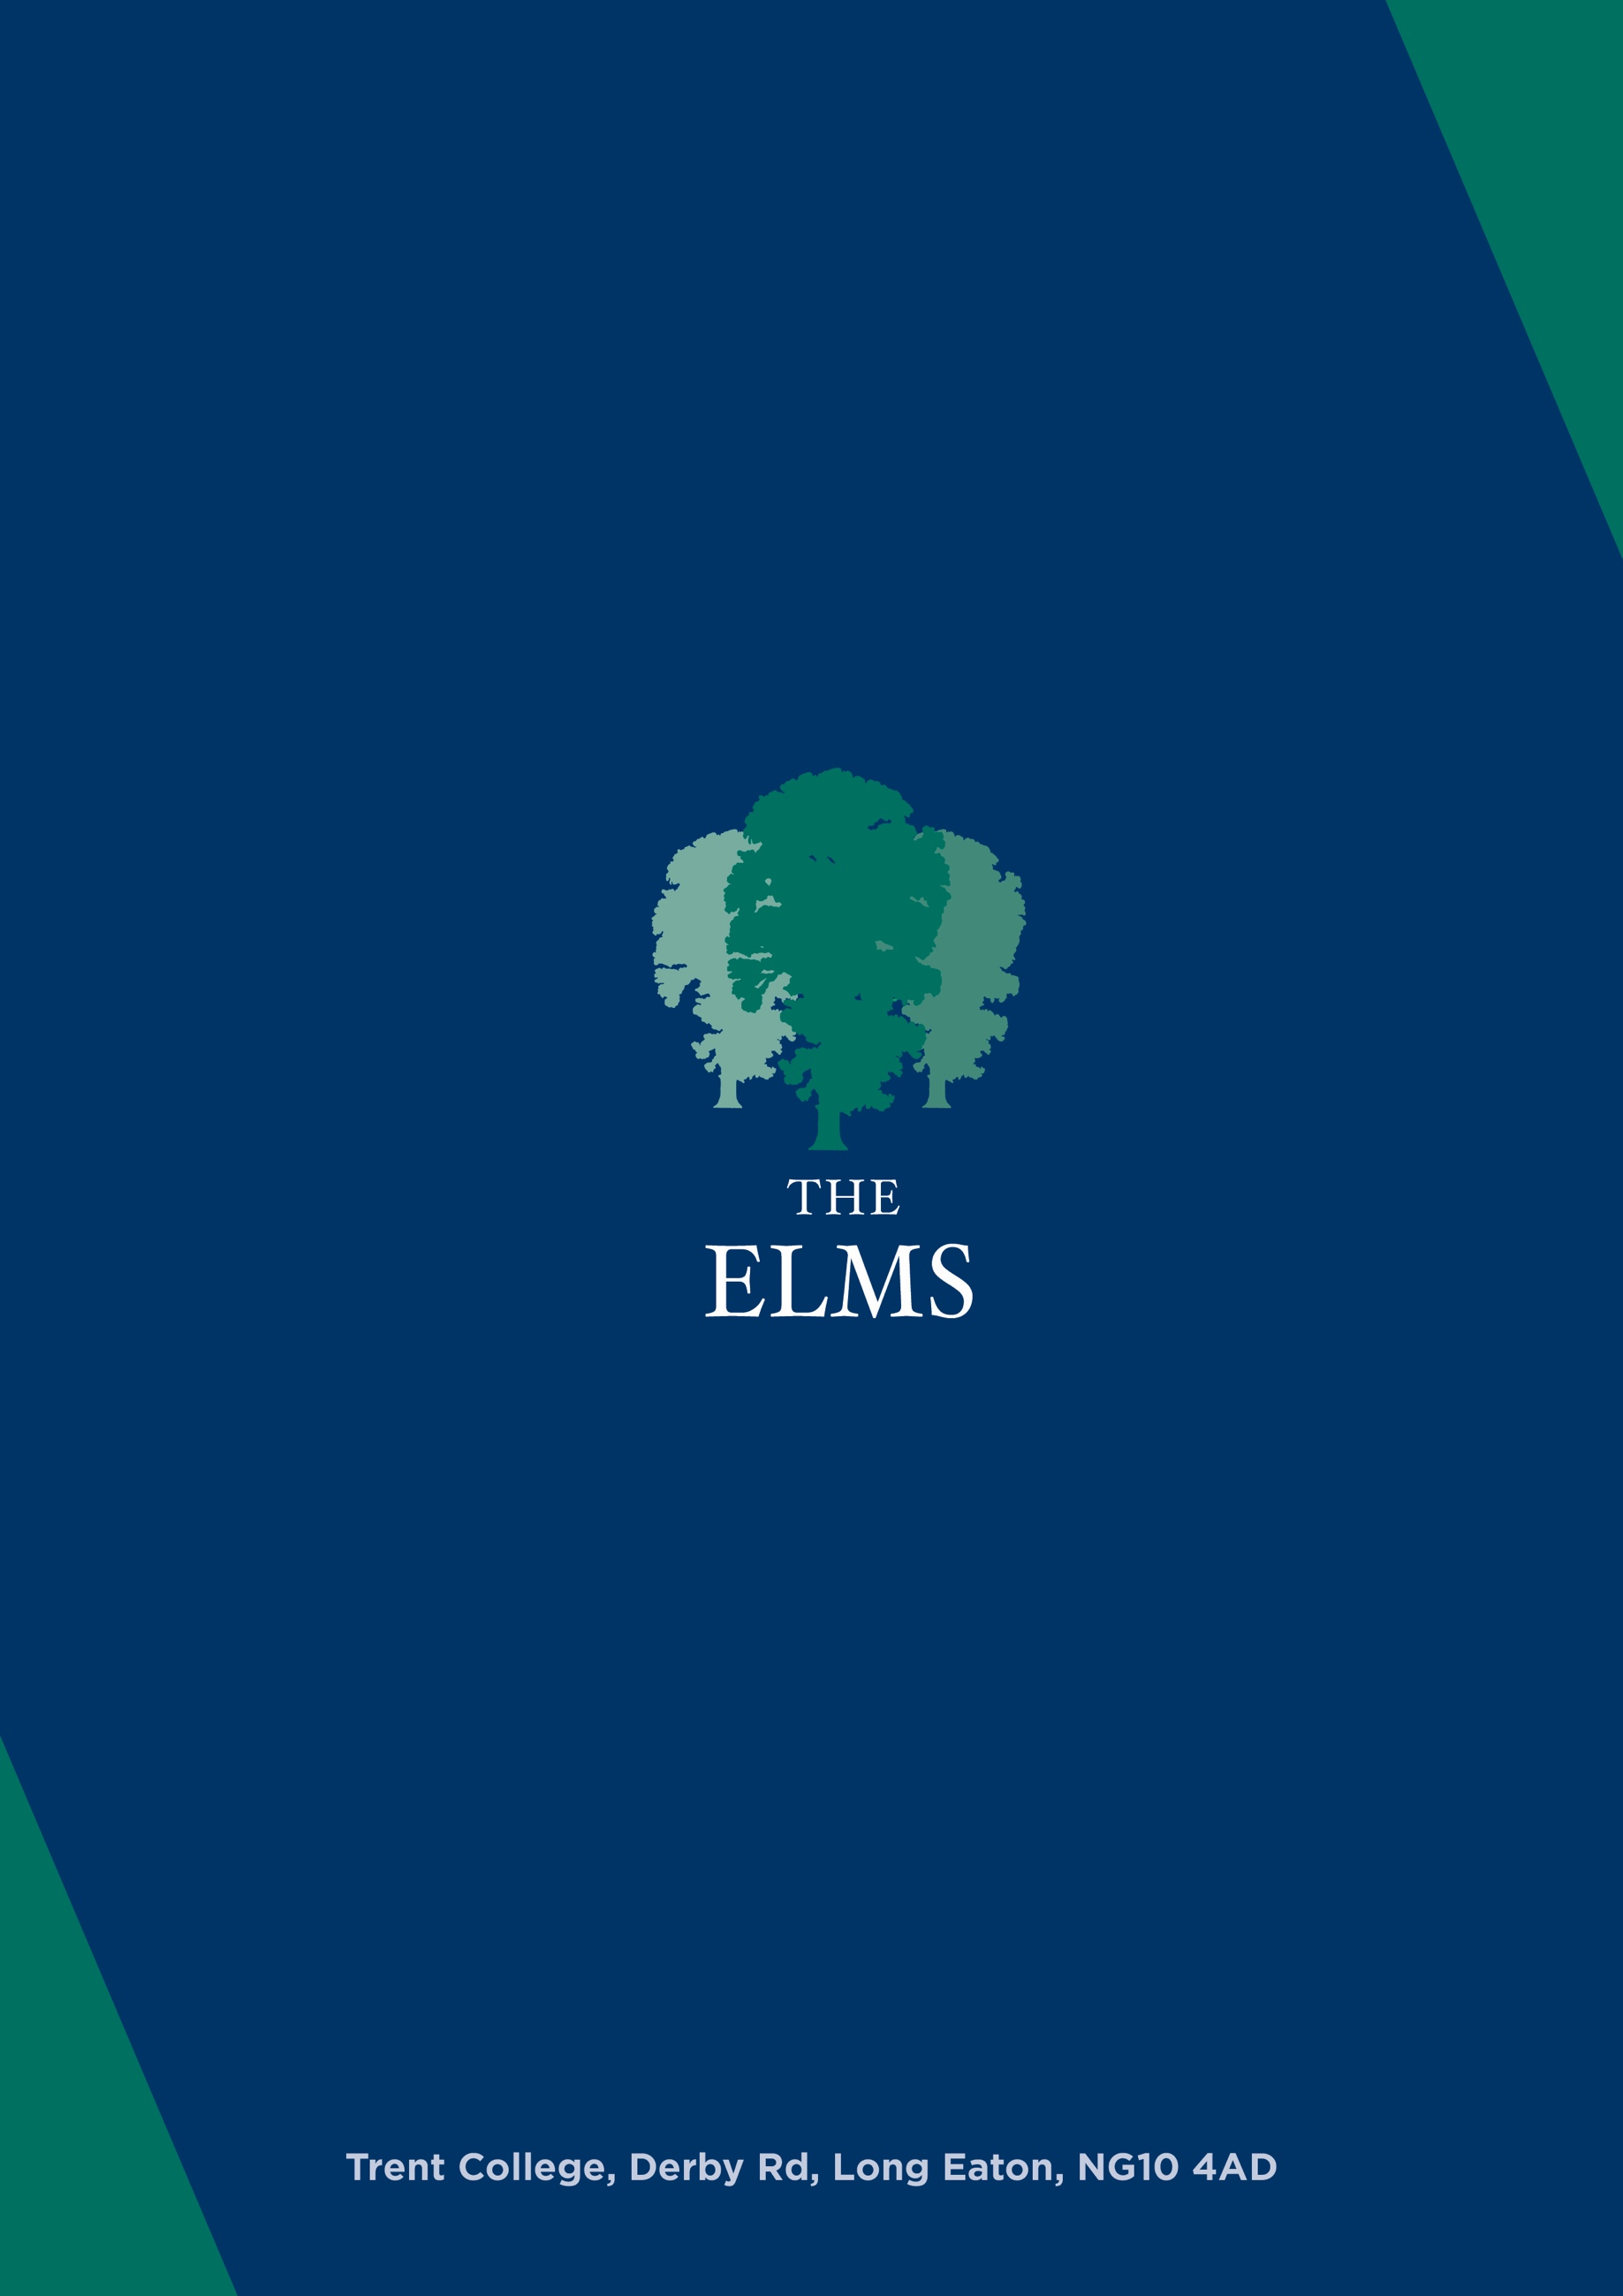 THE
ELMS
Trent College, Derby Rd, Long Eaton, NG10 4AD